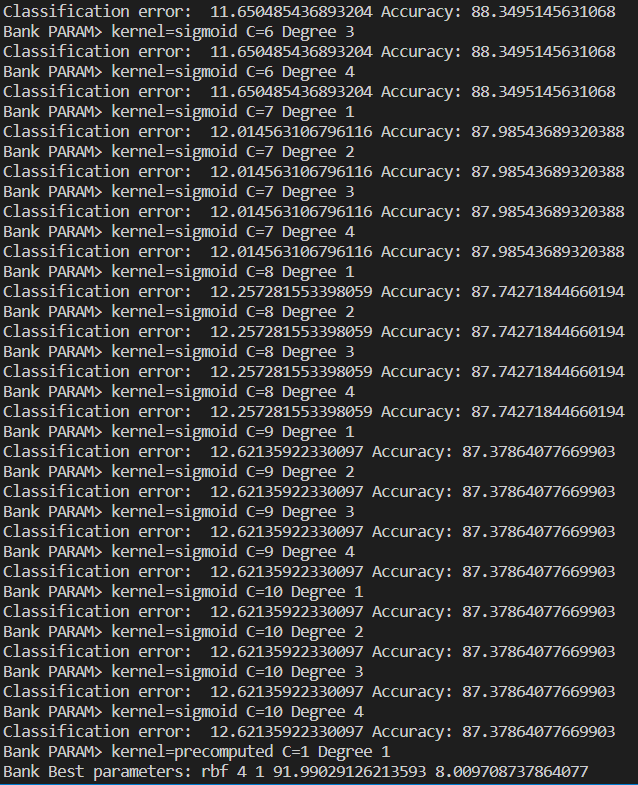 Classification error:  11.650485436893204 Accuracy: 88.3495145631068
Bank PARAM> kernel=sigmoid C=6 Degree 3
Classification error:  11.650485436893204 Accuracy: 88.3495145631068
Bank PARAM> kernel=sigmoid C=6 Degree 4
Classification error:  11.650485436893204 Accuracy: 88.3495145631068
Bank PARAM> kernel=sigmoid C=7 Degree 1
Classification error:  12.014563106796116 Accuracy: 87.98543689320388
Bank PARAM> kernel=sigmoid C=7 Degree 2
Classification error:  12.014563106796116 Accuracy: 87.98543689320388
Bank PARAM> kernel=sigmoid C=7 Degree 3
Classification error:  12.014563106796116 Accuracy: 87.98543689320388
Bank PARAM> kernel=sigmoid C=7 Degree 4
Classification error:  12.014563106796116 Accuracy: 87.98543689320388
Bank PARAM> kernel=sigmoid C=8 Degree 1
Classification error:  12.257281553398059 Accuracy: 87.74271844660194
Bank PARAM> kernel=sigmoid C=8 Degree 2
Classification error:  12.257281553398059 Accuracy: 87.74271844660194
Bank PARAM> kernel=sigmoid C=8 Degree 3
Classification error:  12.257281553398059 Accuracy: 87.74271844660194
Bank PARAM> kernel=sigmoid C=8 Degree 4
Classification error:  12.257281553398059 Accuracy: 87.74271844660194
Bank PARAM> kernel=sigmoid C=9 Degree 1
Classification error:  12.62135922330097 Accuracy: 87.37864077669903
Bank PARAM> kernel=sigmoid C=9 Degree 2
Classification error:  12.62135922330097 Accuracy: 87.37864077669903
Bank PARAM> kernel=sigmoid C=9 Degree 3
Classification error:  12.62135922330097 Accuracy: 87.37864077669903
Bank PARAM> kernel=sigmoid C=9 Degree 4
Classification error:  12.62135922330097 Accuracy: 87.37864077669903
Bank PARAM> kernel=sigmoid C=10 Degree 1
Classification error:  12.62135922330097 Accuracy: 87.37864077669903
Bank PARAM> kernel=sigmoid C=10 Degree 2
Classification error:  12.62135922330097 Accuracy: 87.37864077669903
Bank PARAM> kernel=sigmoid C=10 Degree 3
Classification error:  12.62135922330097 Accuracy: 87.37864077669903
Bank PARAM> kernel=sigmoid C=10 Degree 4
Classification error:  12.62135922330097 Accuracy: 87.37864077669903
Bank PARAM> kernel=precomputed C=1 Degree 1
Bank Best parameters: rbf 4 1 91.99029126213593 8.009708737864077